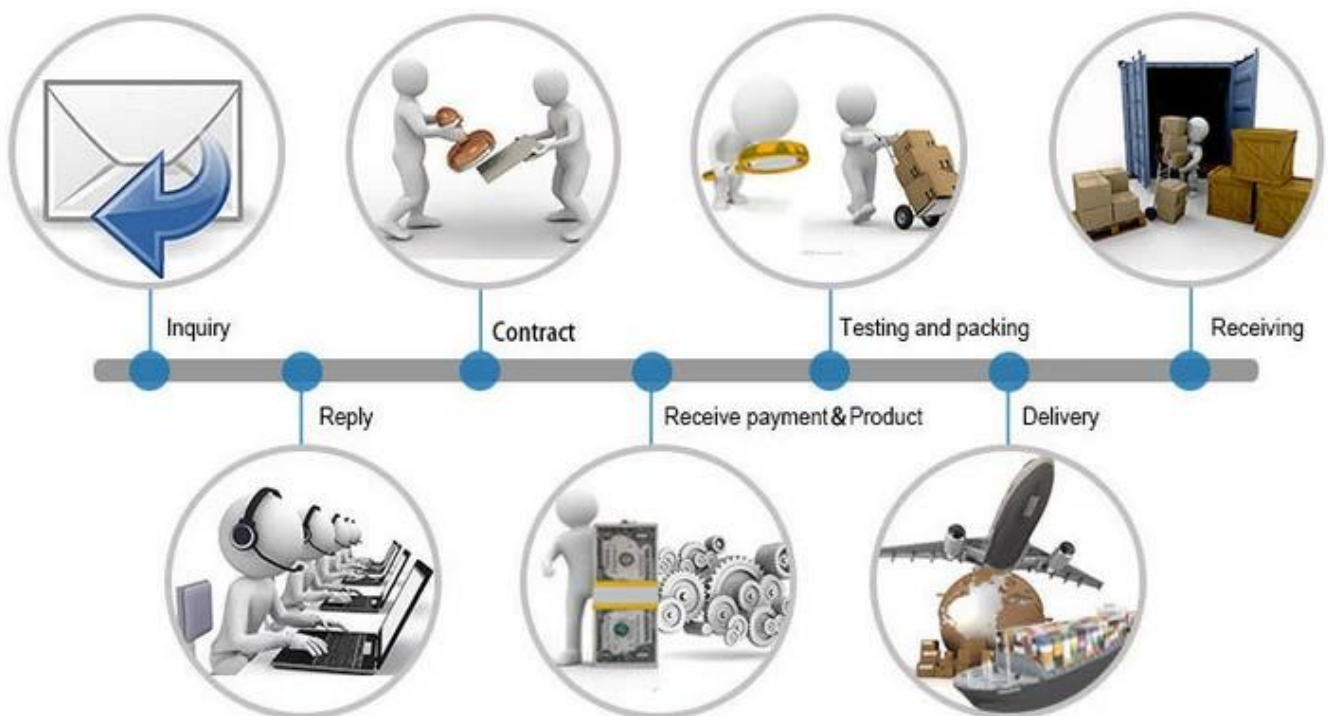 Inquiry
Contract
Testing and packing
Receiving
Reply
Receive payment&Product
Delivery